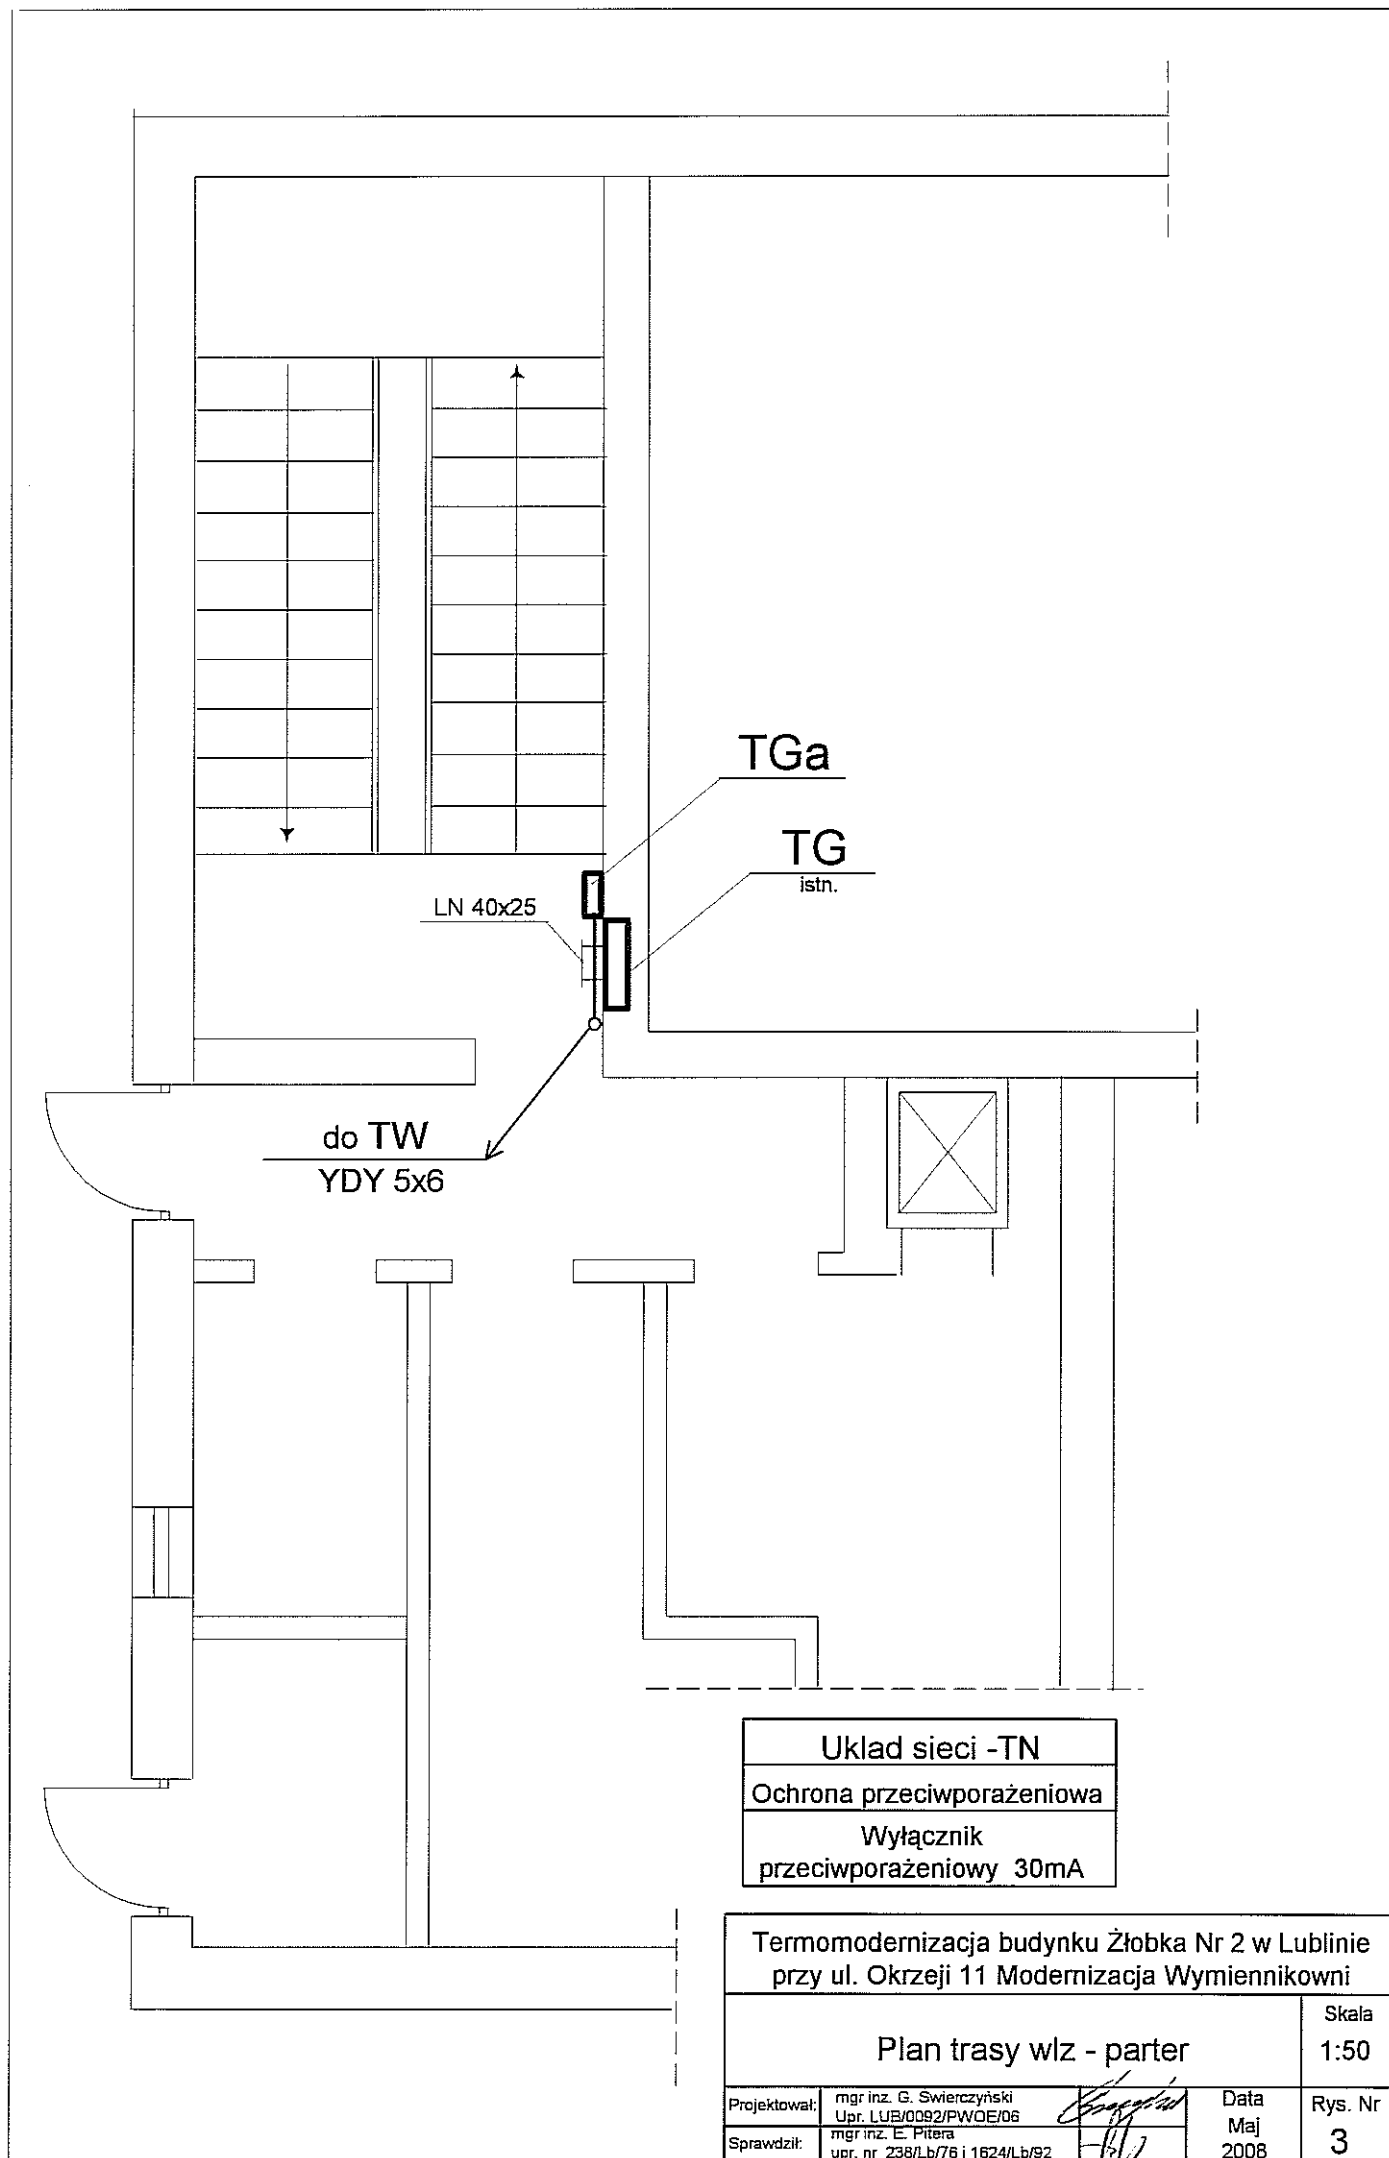 TGa
TG
istn.
LN 40x25
do TW
YDY 5x6
Uklad sieci -TN
Ochrona przeciwporażeniowa
Wyłącznik
przeciwporażeniowy 30mA
Termomodernizacja budynku Żłobka Nr 2 w Lublinie
przy ul. Okrzeji 11 Modernizacja Wymiennikowni
Plan trasy wlz - parter
Skala
1:50
Projektował:
mgr inz. G. Swierczyński
Upr. LUB/0092/PWOE/06
Sprawdził:
mgr inz. E. Pitera
upr. nr 238/Lb/76 i 1624/Lb/92
Data
Maj
2008
Rys. Nr
3